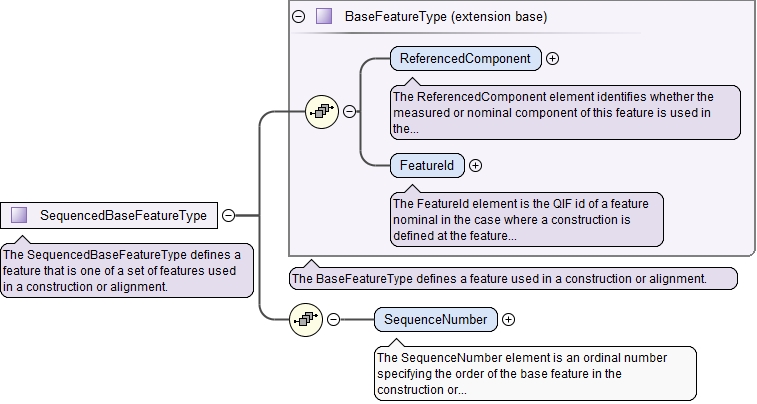 BaseFeatureType (extension base)
ReferencedComponent
The ReferencedComponent element identifies whether the
measured or nominal component of this feature is used in
the...
FeatureId
The FeatureId element is the QIF id of a feature
nominal in the case where a construction is
defined at the feature...
SequencedBaseFeatureType
The SequencedBaseFeatureType defines a
feature that is one of a set of features used
in a construction or alignment.
The BaseFeatureType defines a feature used in a construction or alignment.
SequenceNumber
The SequenceNumber element is an ordinal number
specifying the order of the base feature in the
construction or...